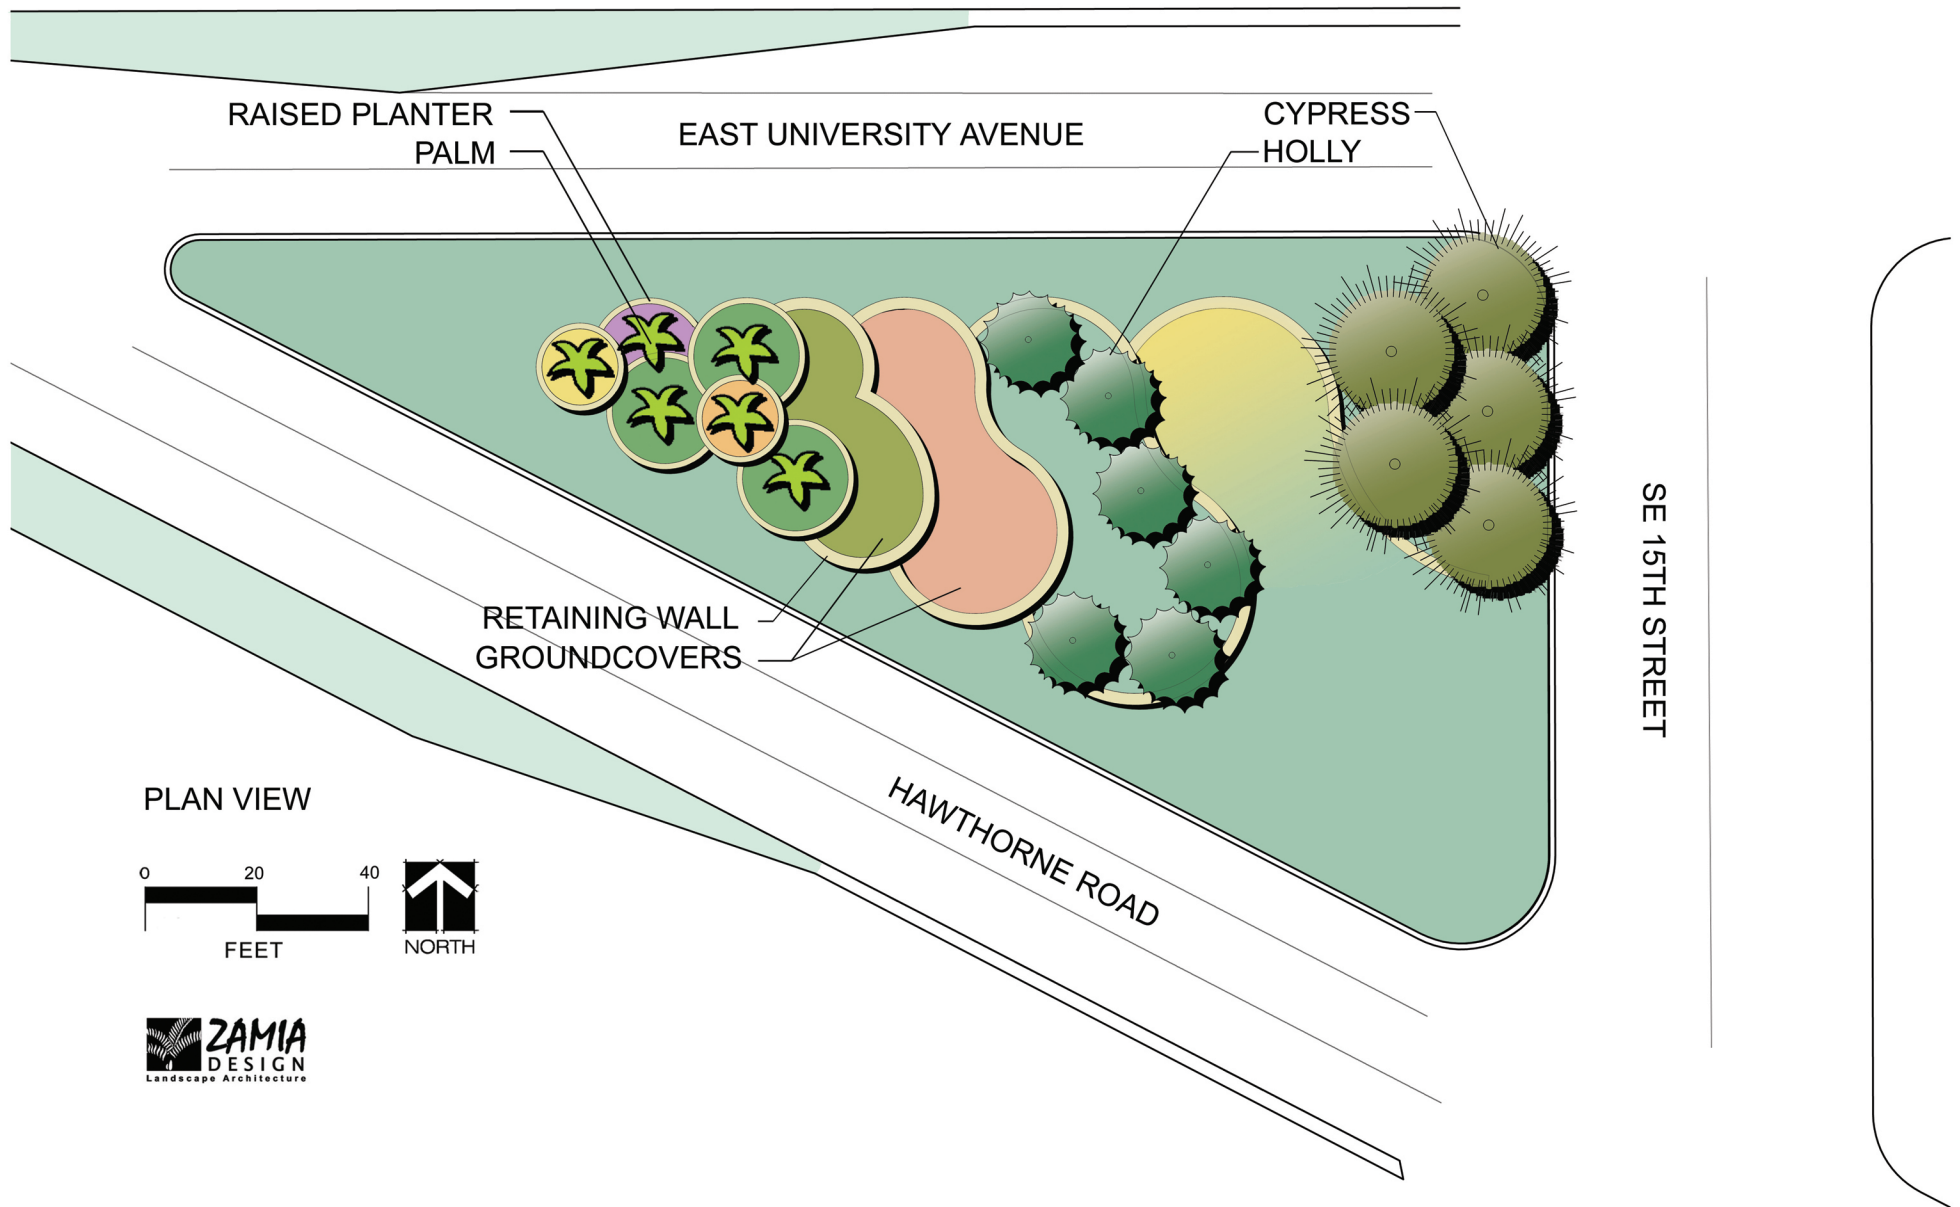 RAISED PLANTER
PALM
EAST UNIVERSITY AVENUE
CYPRESS
HOLLY
SE 15TH STREET
RETAINING WALL
GROUNDCOVERS
HAWTHORNE ROAD
PLAN VIEW
0 20 40
FEET
NORTH
ZAMIA
DESIGN
Landscape Architecture